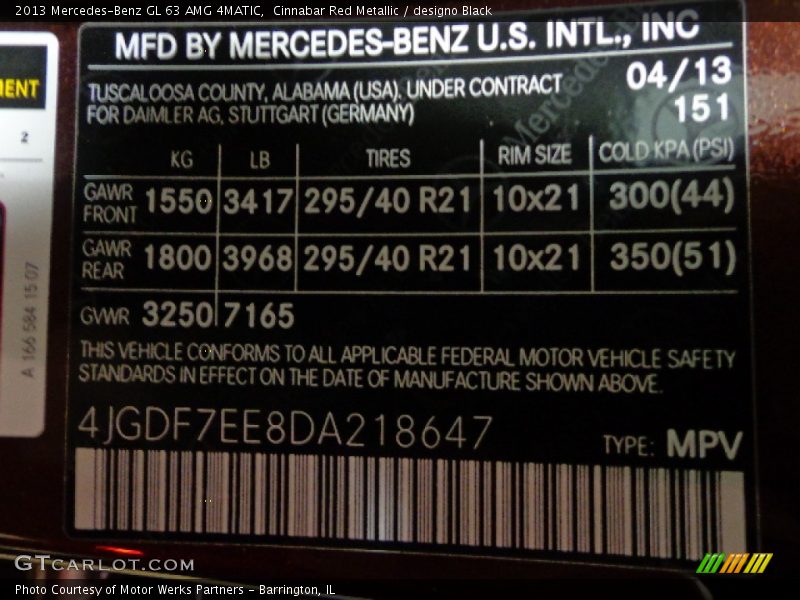 2013 Mercedes-Benz GL 63 AMG 4MATIC,  Cinnabar Red Metallic / designo Black
MFD BY MERCEDES-BENZ U.S. INTL., INC
TUSCALOOSA COUNTY, ALABAMA (USA). UNDER CONTRACT
FOR DAIMLER AG, STUTTGART (GERMANY)
04/13
151
KG LB TIRES RIM SIZE COLD KPA (PSI)
GAWR FRONT 1550 3417 295/40 R21 10x21 300(44)
GAWR REAR 1800 3968 295/40 R21 10x21 350(51)
GVWR 3250 7165
THIS VEHICLE CONFORMS TO ALL APPLICABLE FEDERAL MOTOR VEHICLE SAFETY
STANDARDS IN EFFECT ON THE DATE OF MANUFACTURE SHOWN ABOVE.
4JGDF7EE8DA218647
TYPE: MPV
2
A 166 584 15 07
GTCARLOT.COM
Photo Courtesy of Motor Werks Partners - Barrington, IL